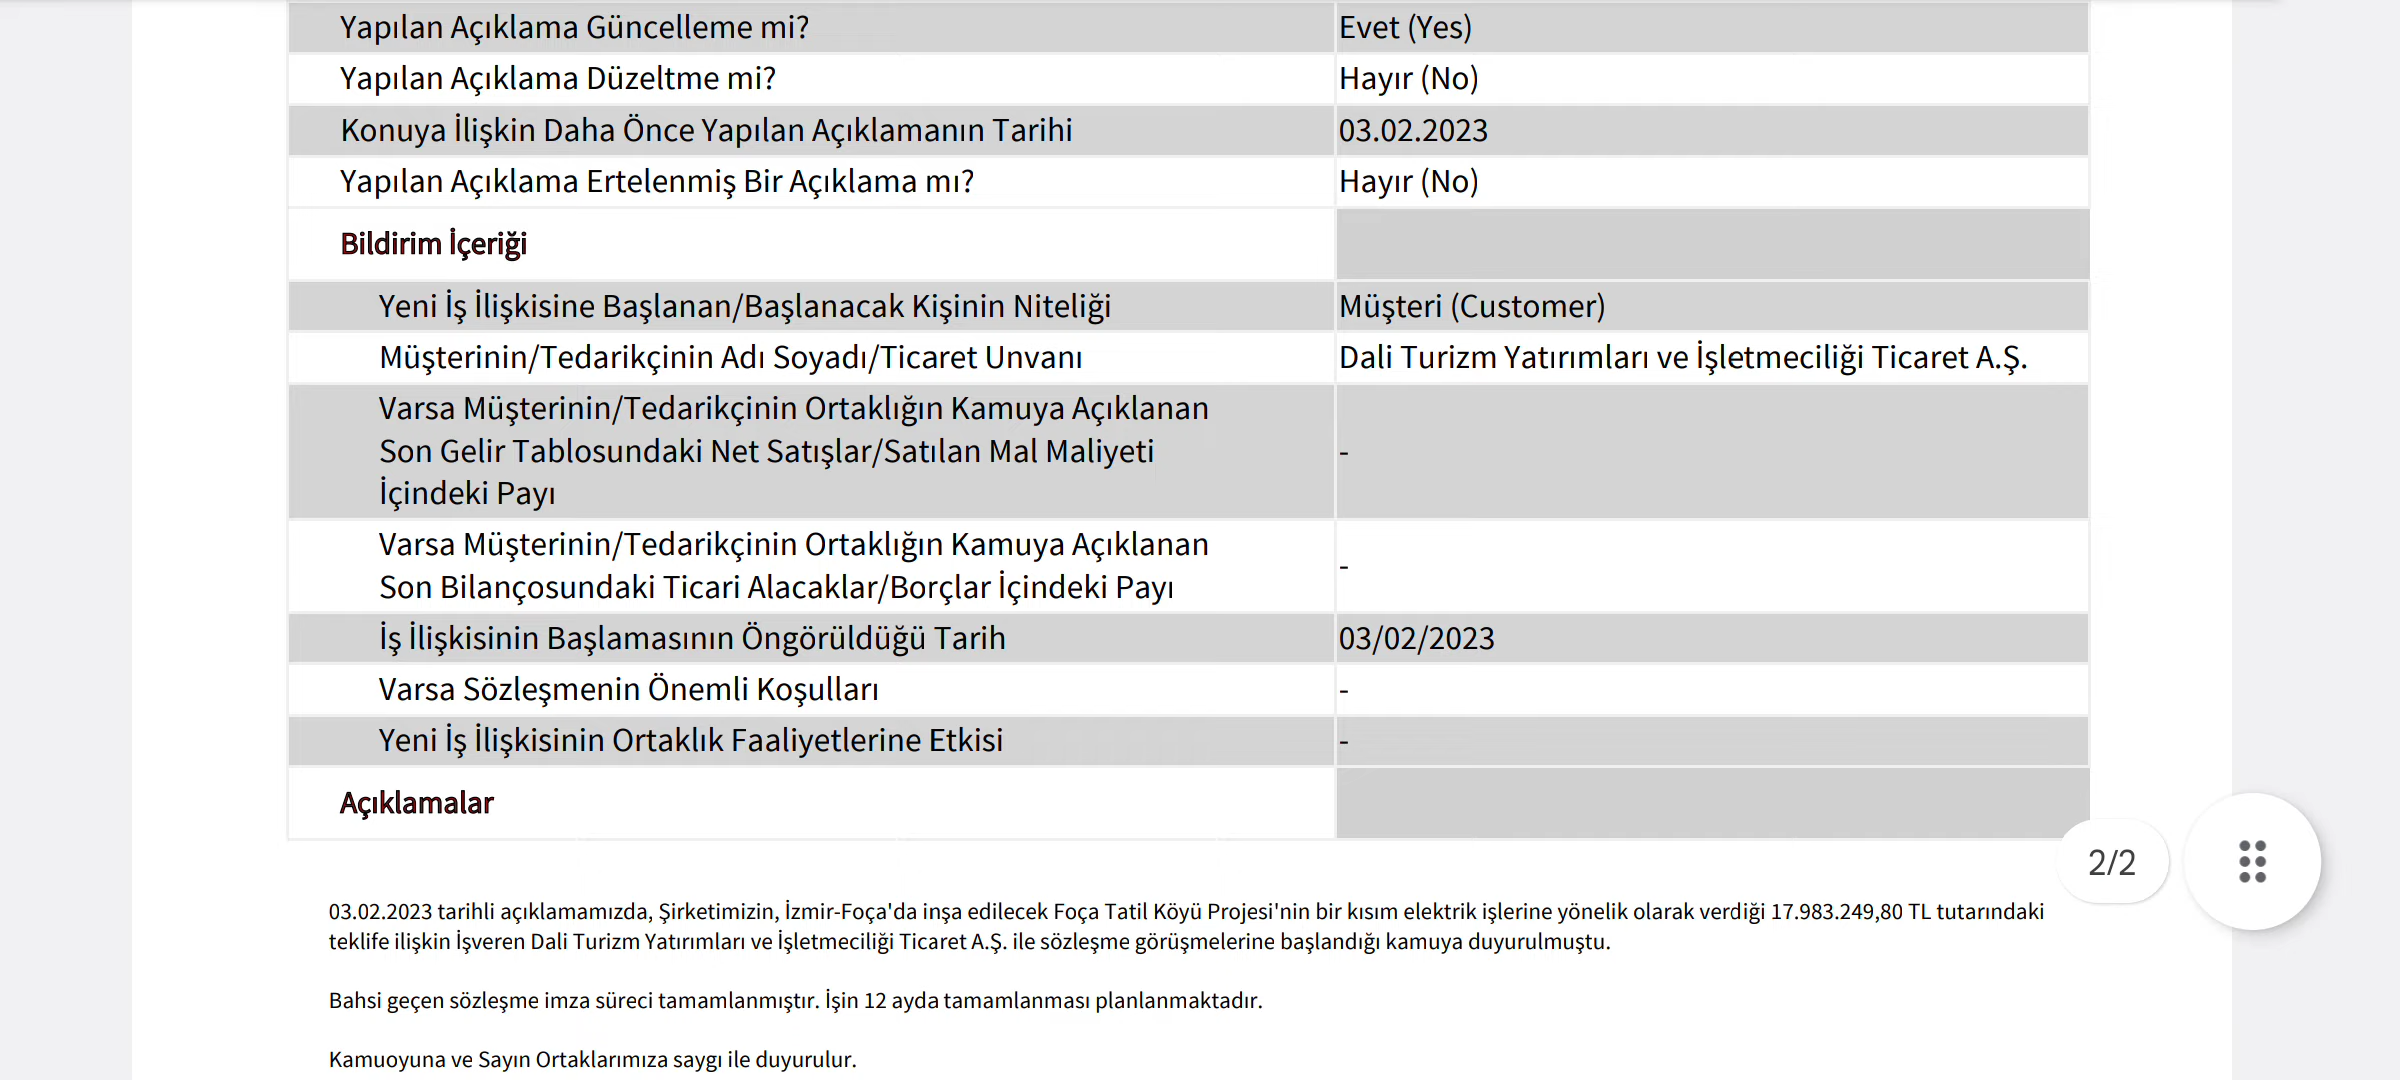 Yapılan Açıklama Güncelleme mi? Evet (Yes)
Yapılan Açıklama Düzeltme mi? Hayır (No)
Konuya İlişkin Daha Önce Yapılan Açıklamanın Tarihi 03.02.2023
Yapılan Açıklama Ertelenmiş Bir Açıklama mı? Hayır (No)
Bildirim İçeriği
Yeni İş İlişkisine Başlanan/Başlanacak Kişinin Niteliği Müşteri (Customer)
Müşterinin/Tedarikçinin Adı Soyadı/Ticaret Unvanı Dali Turizm Yatırımları ve İşletmeciliği Ticaret A.Ş.
Varsa Müşterinin/Tedarikçinin Ortaklığın Kamuya Açıklanan
Son Gelir Tablosundaki Net Satışlar/Satılan Mal Maliyeti -
İçindeki Payı
Varsa Müşterinin/Tedarikçinin Ortaklığın Kamuya Açıklanan
Son Bilançosundaki Ticari Alacaklar/Borçlar İçindeki Payı -
İş İlişkisinin Başlamasının Öngörüldüğü Tarih 03/02/2023
Varsa Sözleşmenin Önemli Koşulları -
Yeni İş İlişkisinin Ortaklık Faaliyetlerine Etkisi -
Açıklamalar
2/2
03.02.2023 tarihli açıklamamızda, Şirketimizin, İzmir-Foça'da inşa edilecek Foça Tatil Köyü Projesi'nin bir kısım elektrik işlerine yönelik olarak verdiği 17.983.249,80 TL tutarındaki
teklife ilişkin İşveren Dali Turizm Yatırımları ve İşletmeciliği Ticaret A.Ş. ile sözleşme görüşmelerine başlandığı kamuya duyurulmuştu.
Bahsi geçen sözleşme imza süreci tamamlanmıştır. İşin 12 ayda tamamlanması planlanmaktadır.
Kamuoyuna ve Sayın Ortaklarımıza saygı ile duyurulur.